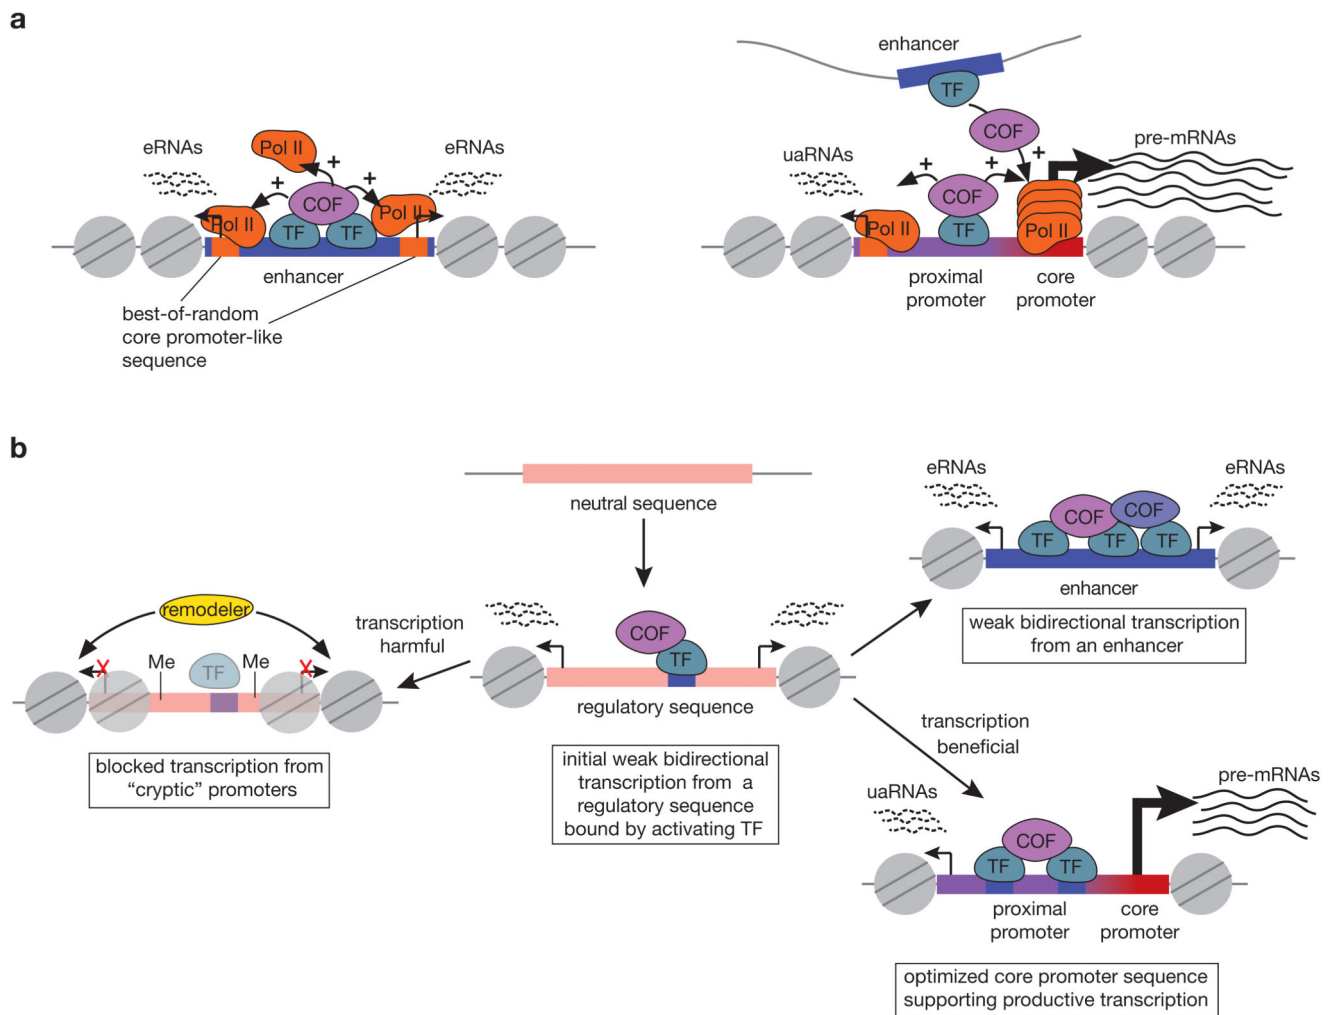 a
eRNAs
Pol II
+
+
+
eRNAs
COF
Pol II
Pol II
TF
TF
enhancer
best-of-random
core promoter-like
sequence
enhancer
TF
COF
pre-mRNAs
uaRNAs
+
+
+
COF
Pol II
TF
Pol II
proximal
promoter
core
promoter
b
neutral sequence
remodeler
transcription
harmful
X
Me
TF
Me
X
blocked transcription from
“cryptic” promoters
COF
TF
regulatory sequence
initial weak bidirectional
transcription from a
regulatory sequence
bound by activating TF
eRNAs
eRNAs
COF
COF
TF
TF
TF
enhancer
weak bidirectional transcription
from an enhancer
transcription
beneficial
uaRNAs
pre-mRNAs
COF
TF
TF
proximal
promoter
core
promoter
optimized core promoter sequence
supporting productive transcription